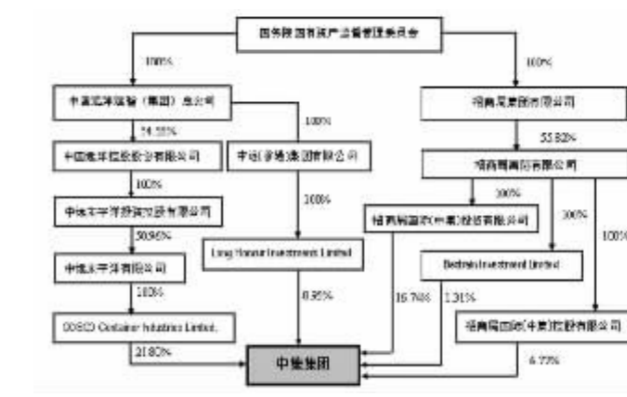 国务院国有资产监督管理委员会
100%
100%
中国远洋运输(集团)总公司
招商局集团有限公司
100%
55.82%
中国远洋控股股份有限公司
中远(香港)集团有限公司
招商局国际有限公司
100%
100%
100%
100%
100%
中远太平洋投资控股有限公司
招商局国际(中集)投资有限公司
50.96%
Long Honour Investments Limited
Bestrain Investment Limited
中远太平洋有限公司
100%
0.95%
16.74%
1.31%
COSCO Container Industries Limited.
招商局国际(中集)控股有限公司
21.80%
中集集团
6.77%